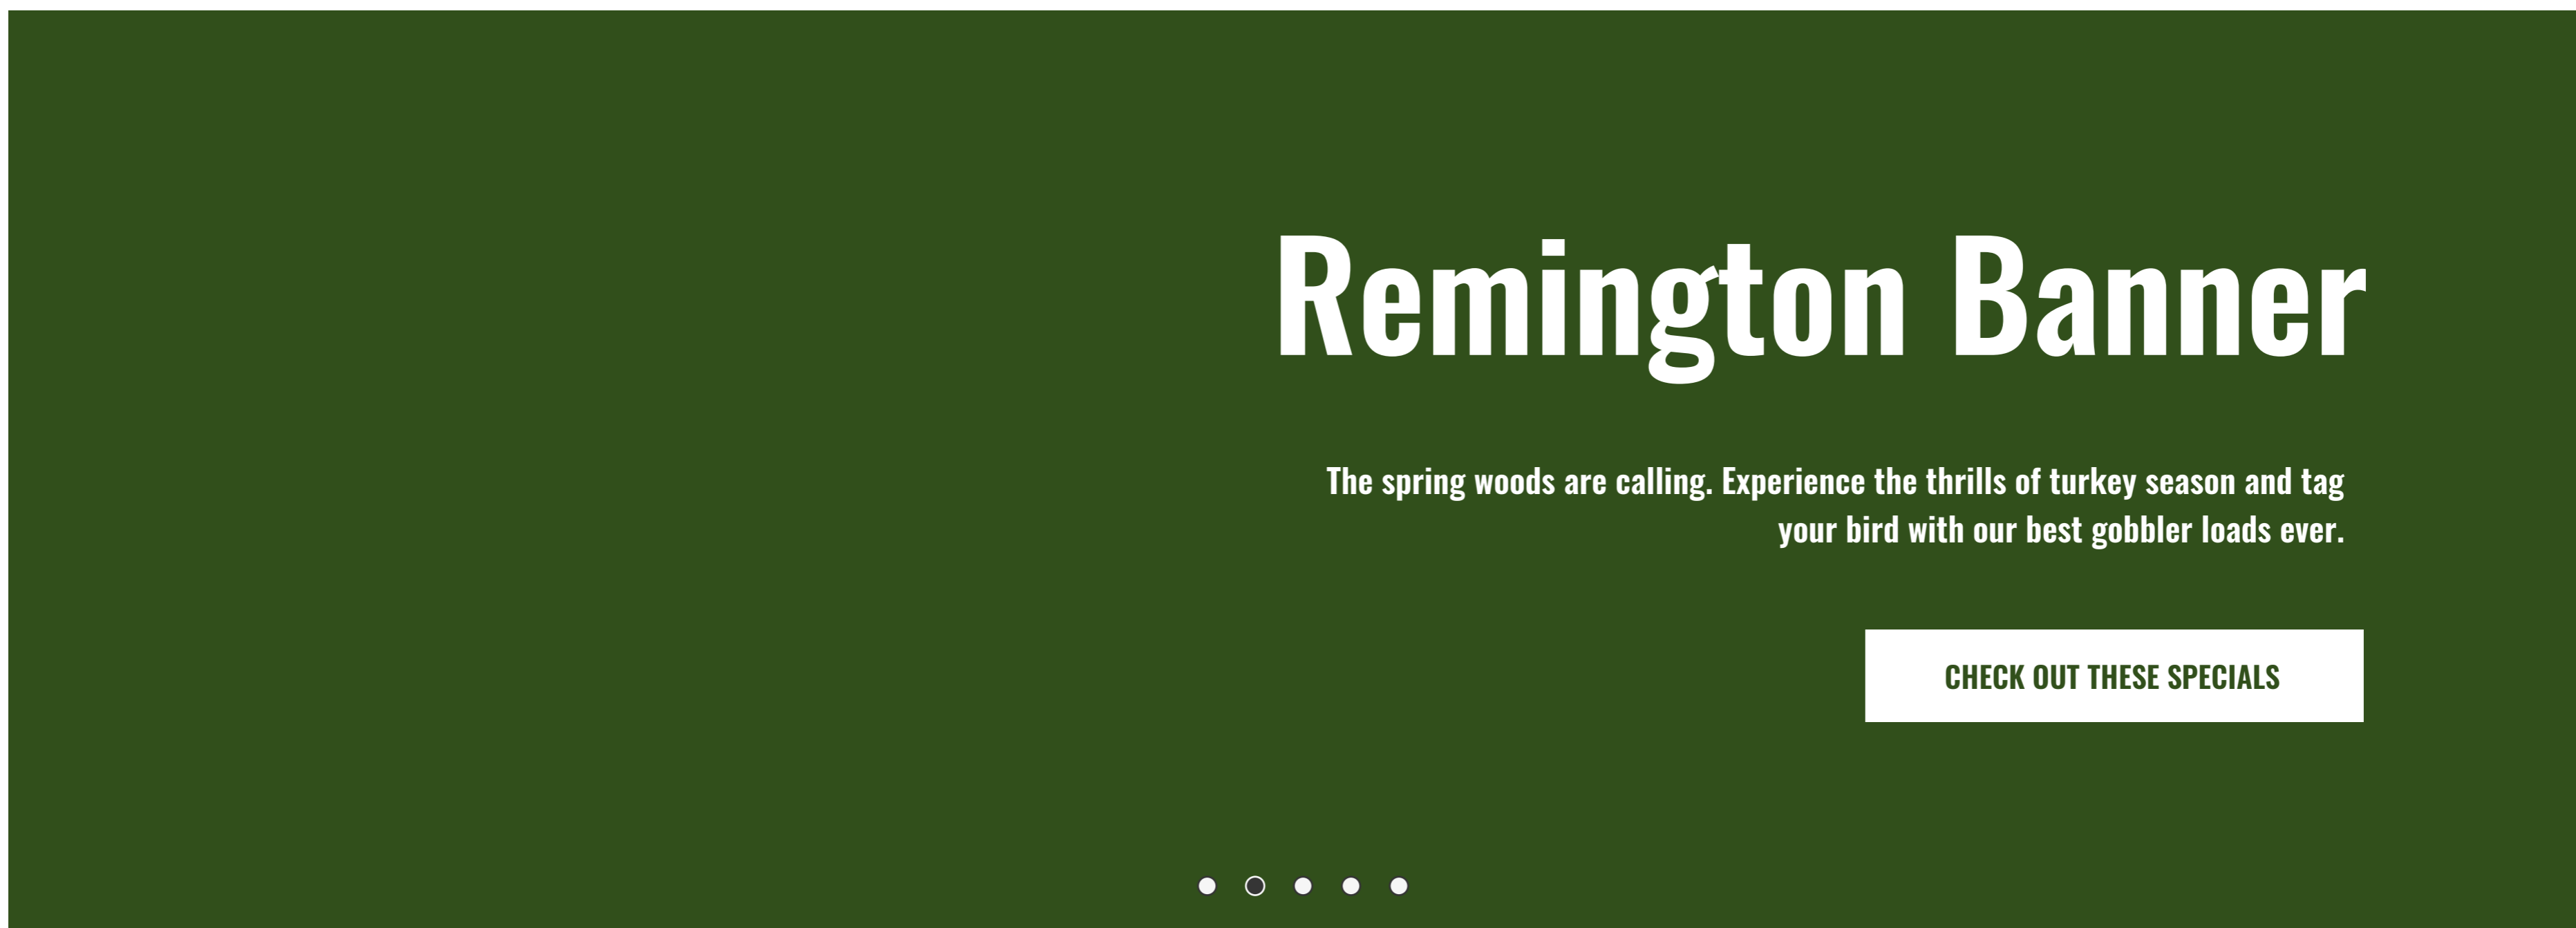 Remington Banner
The spring woods are calling. Experience the thrills of turkey season and tag
your bird with our best gobbler loads ever.
CHECK OUT THESE SPECIALS